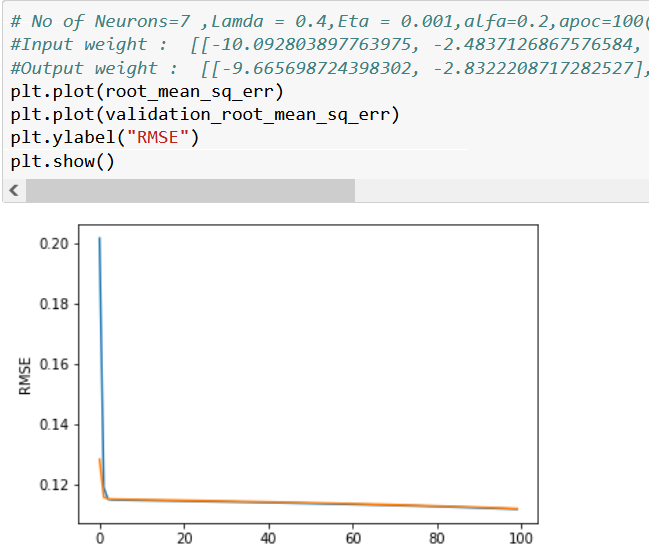 # No of Neurons=7 ,Lamda = 0.4,Eta = 0.001,alfa=0.2,apoc=100(
#Input weight :  [[-10.092803897763975, -2.4837126867576584,
#Output weight :  [[-9.665698724398302, -2.8322208717282527],
plt.plot(root_mean_sq_err)
plt.plot(validation_root_mean_sq_err)
plt.ylabel("RMSE")
plt.show()
0.20
0.18
0.16
RMSE
0.14
0.12
0 20 40 60 80 100